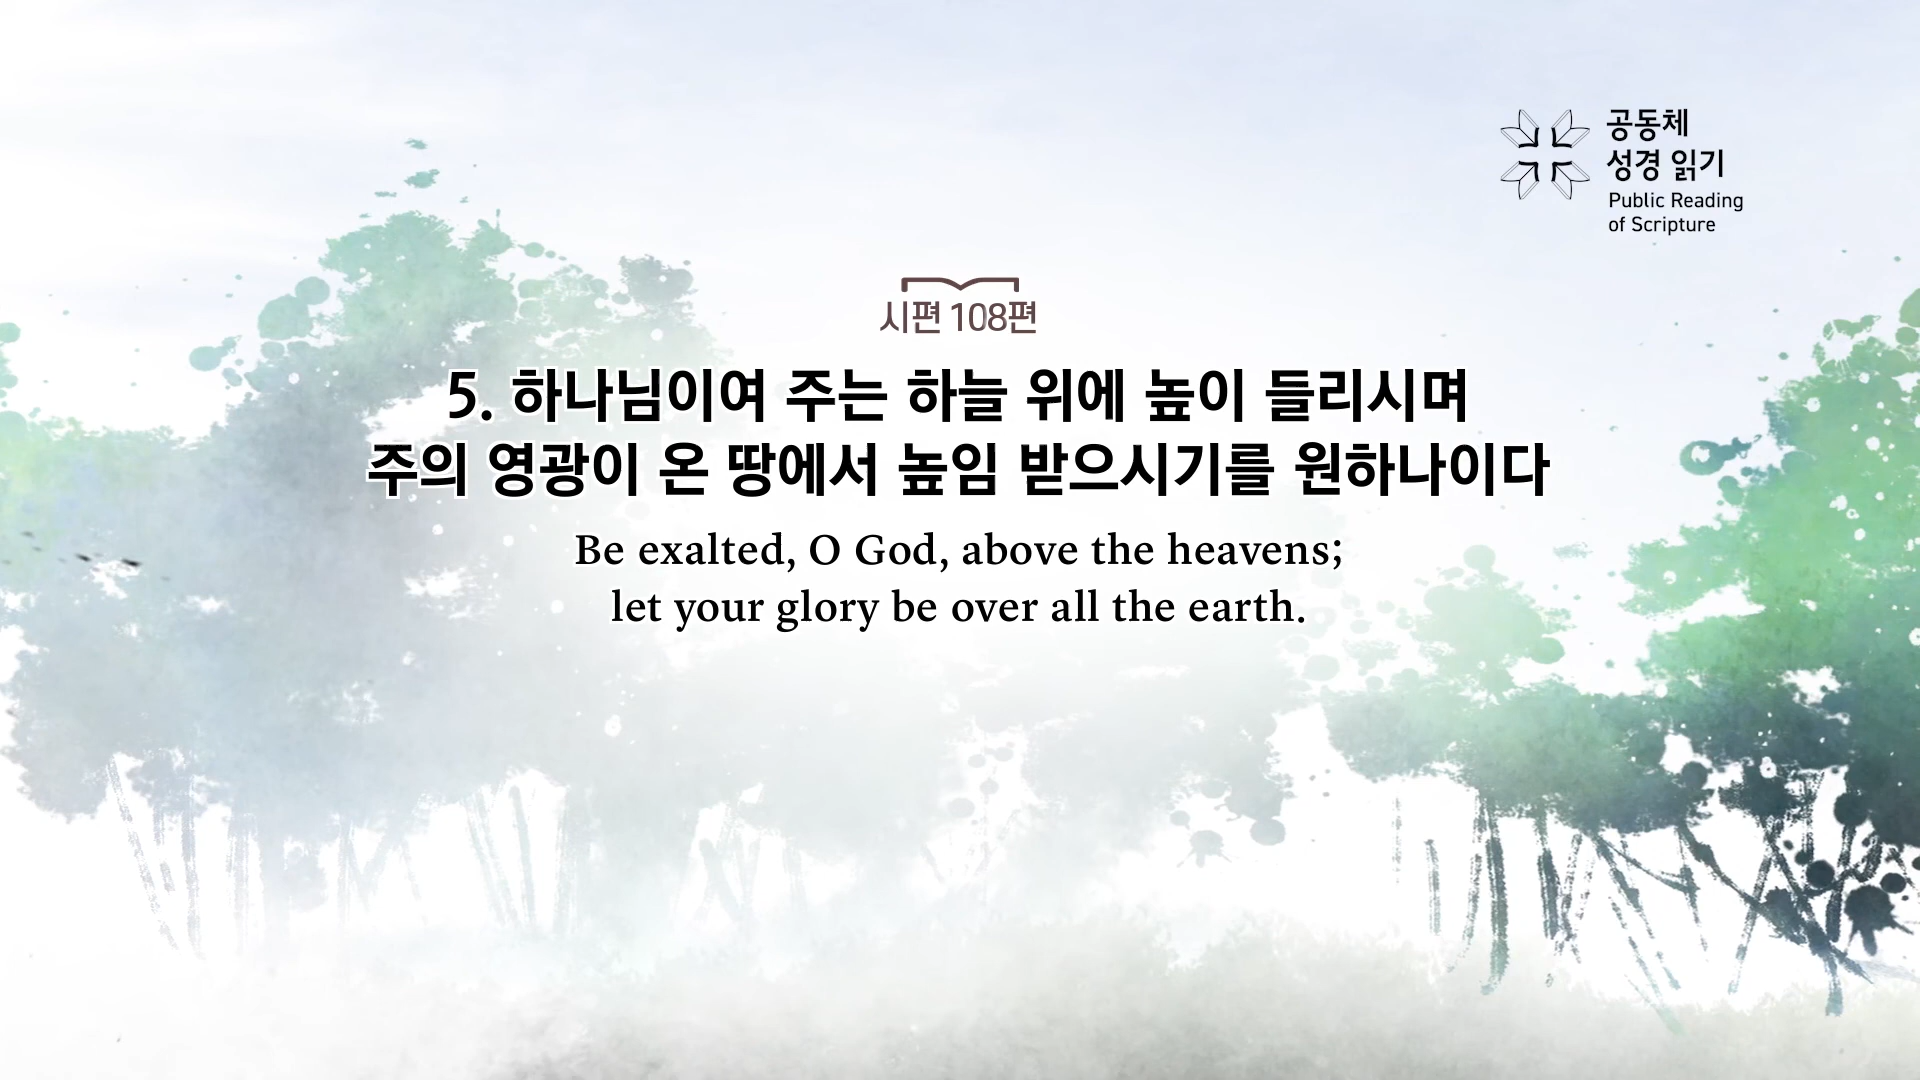 공동체
성경 읽기
Public Reading
of Scripture
시편 108편
5. 하나님이여 주는 하늘 위에 높이 들리시며
주의 영광이 온 땅에서 높임 받으시기를 원하나이다
Be exalted, O God, above the heavens;
let your glory be over all the earth.